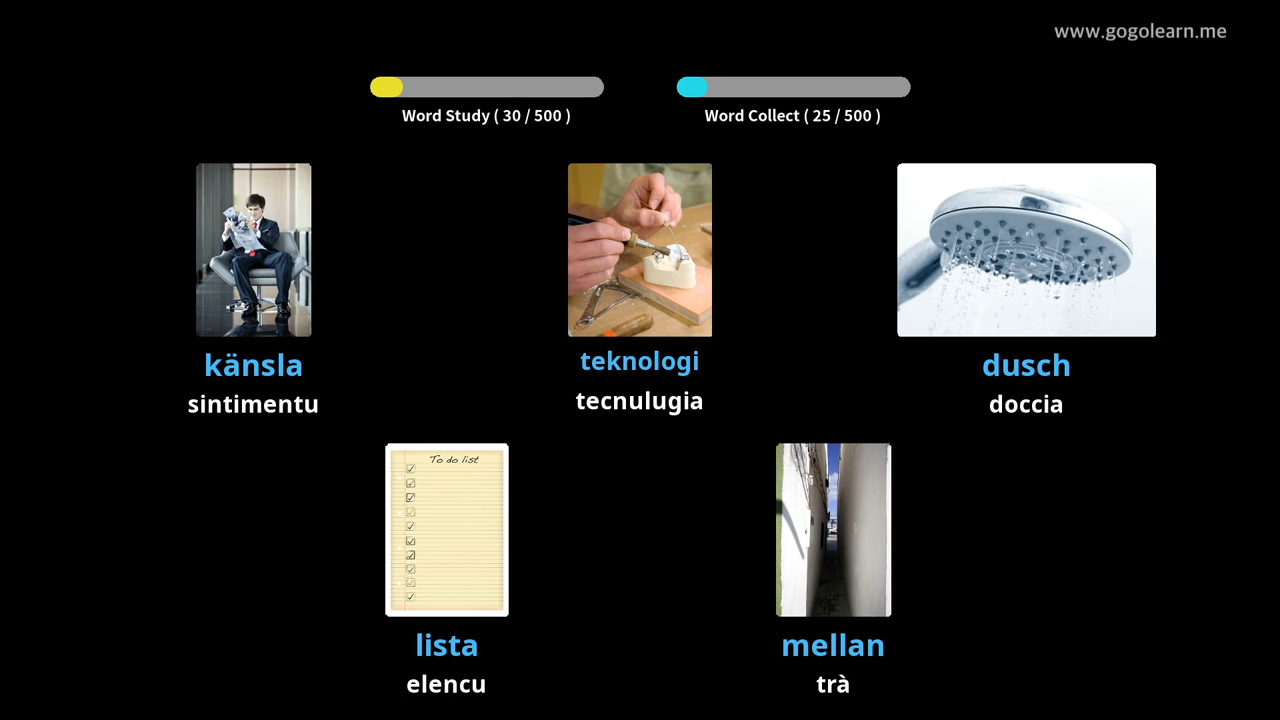 www.gogolearn.me
Word Study ( 30 / 500 )
Word Collect ( 25 / 500 )
känsla
sintimentu
teknologi
tecnulugia
dusch
doccia
To do list
lista
elencu
mellan
trà